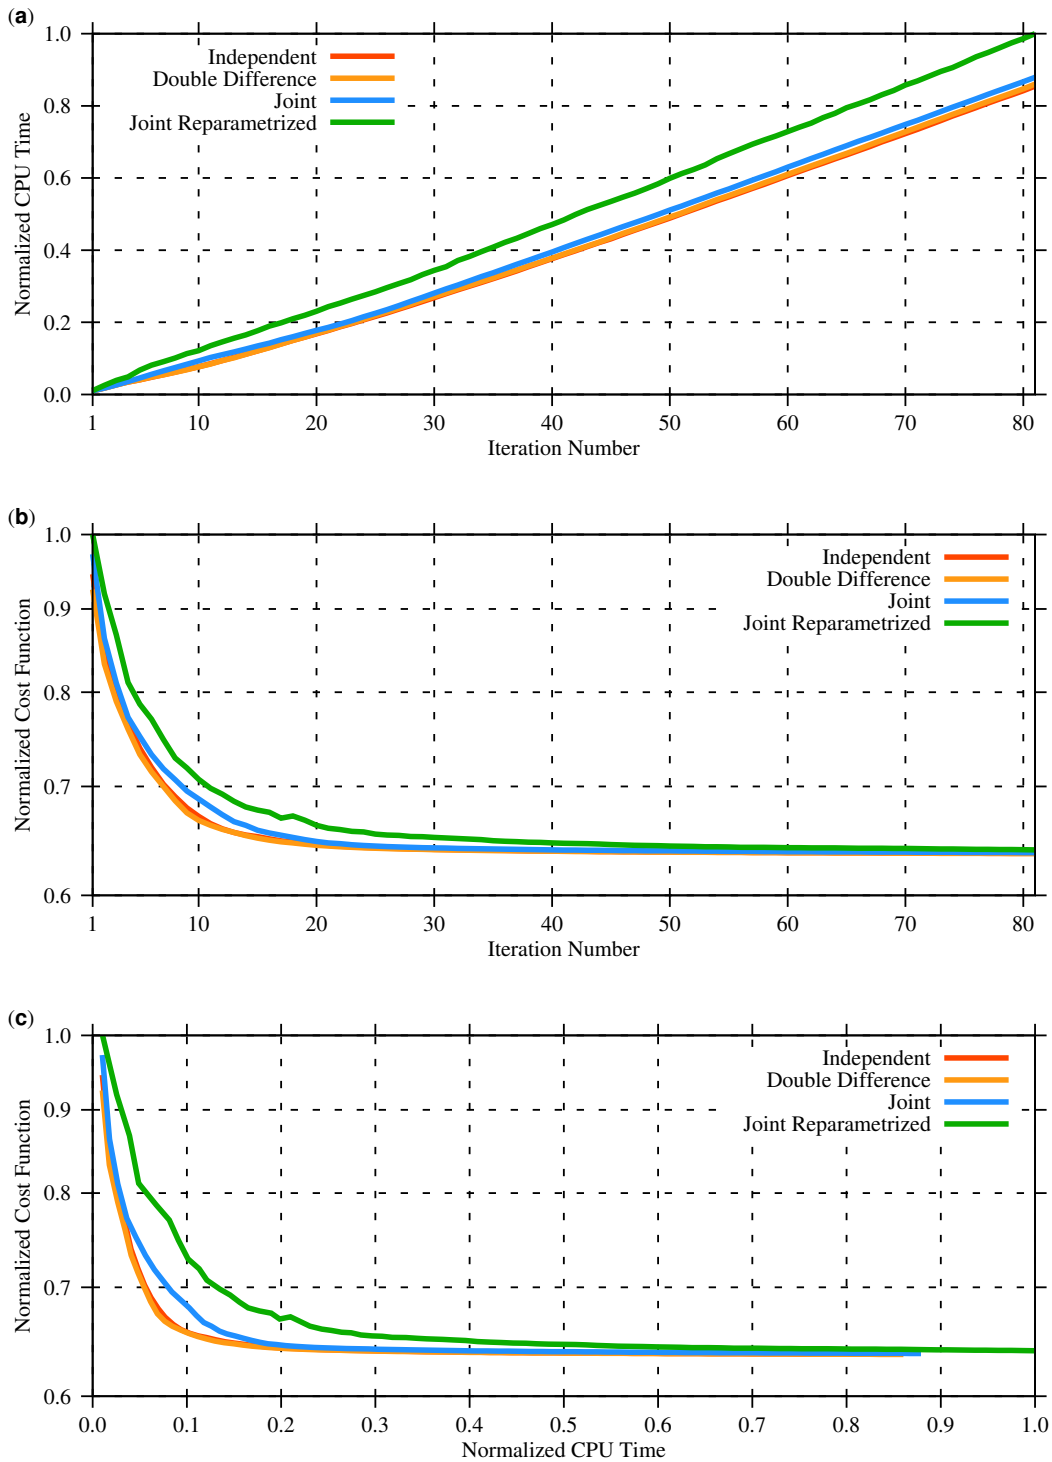 (a)
1.0
0.8
0.6
0.4
0.2
0.0
Normalized CPU Time
Independent
Double Difference
Joint
Joint Reparametrized
1 10 20 30 40 50 60 70 80
Iteration Number
(b)
1.0
0.9
0.8
0.7
0.6
Normalized Cost Function
Independent
Double Difference
Joint
Joint Reparametrized
1 10 20 30 40 50 60 70 80
Iteration Number
(c)
1.0
0.9
0.8
0.7
0.6
Normalized Cost Function
Independent
Double Difference
Joint
Joint Reparametrized
0.0 0.1 0.2 0.3 0.4 0.5 0.6 0.7 0.8 0.9 1.0
Normalized CPU Time